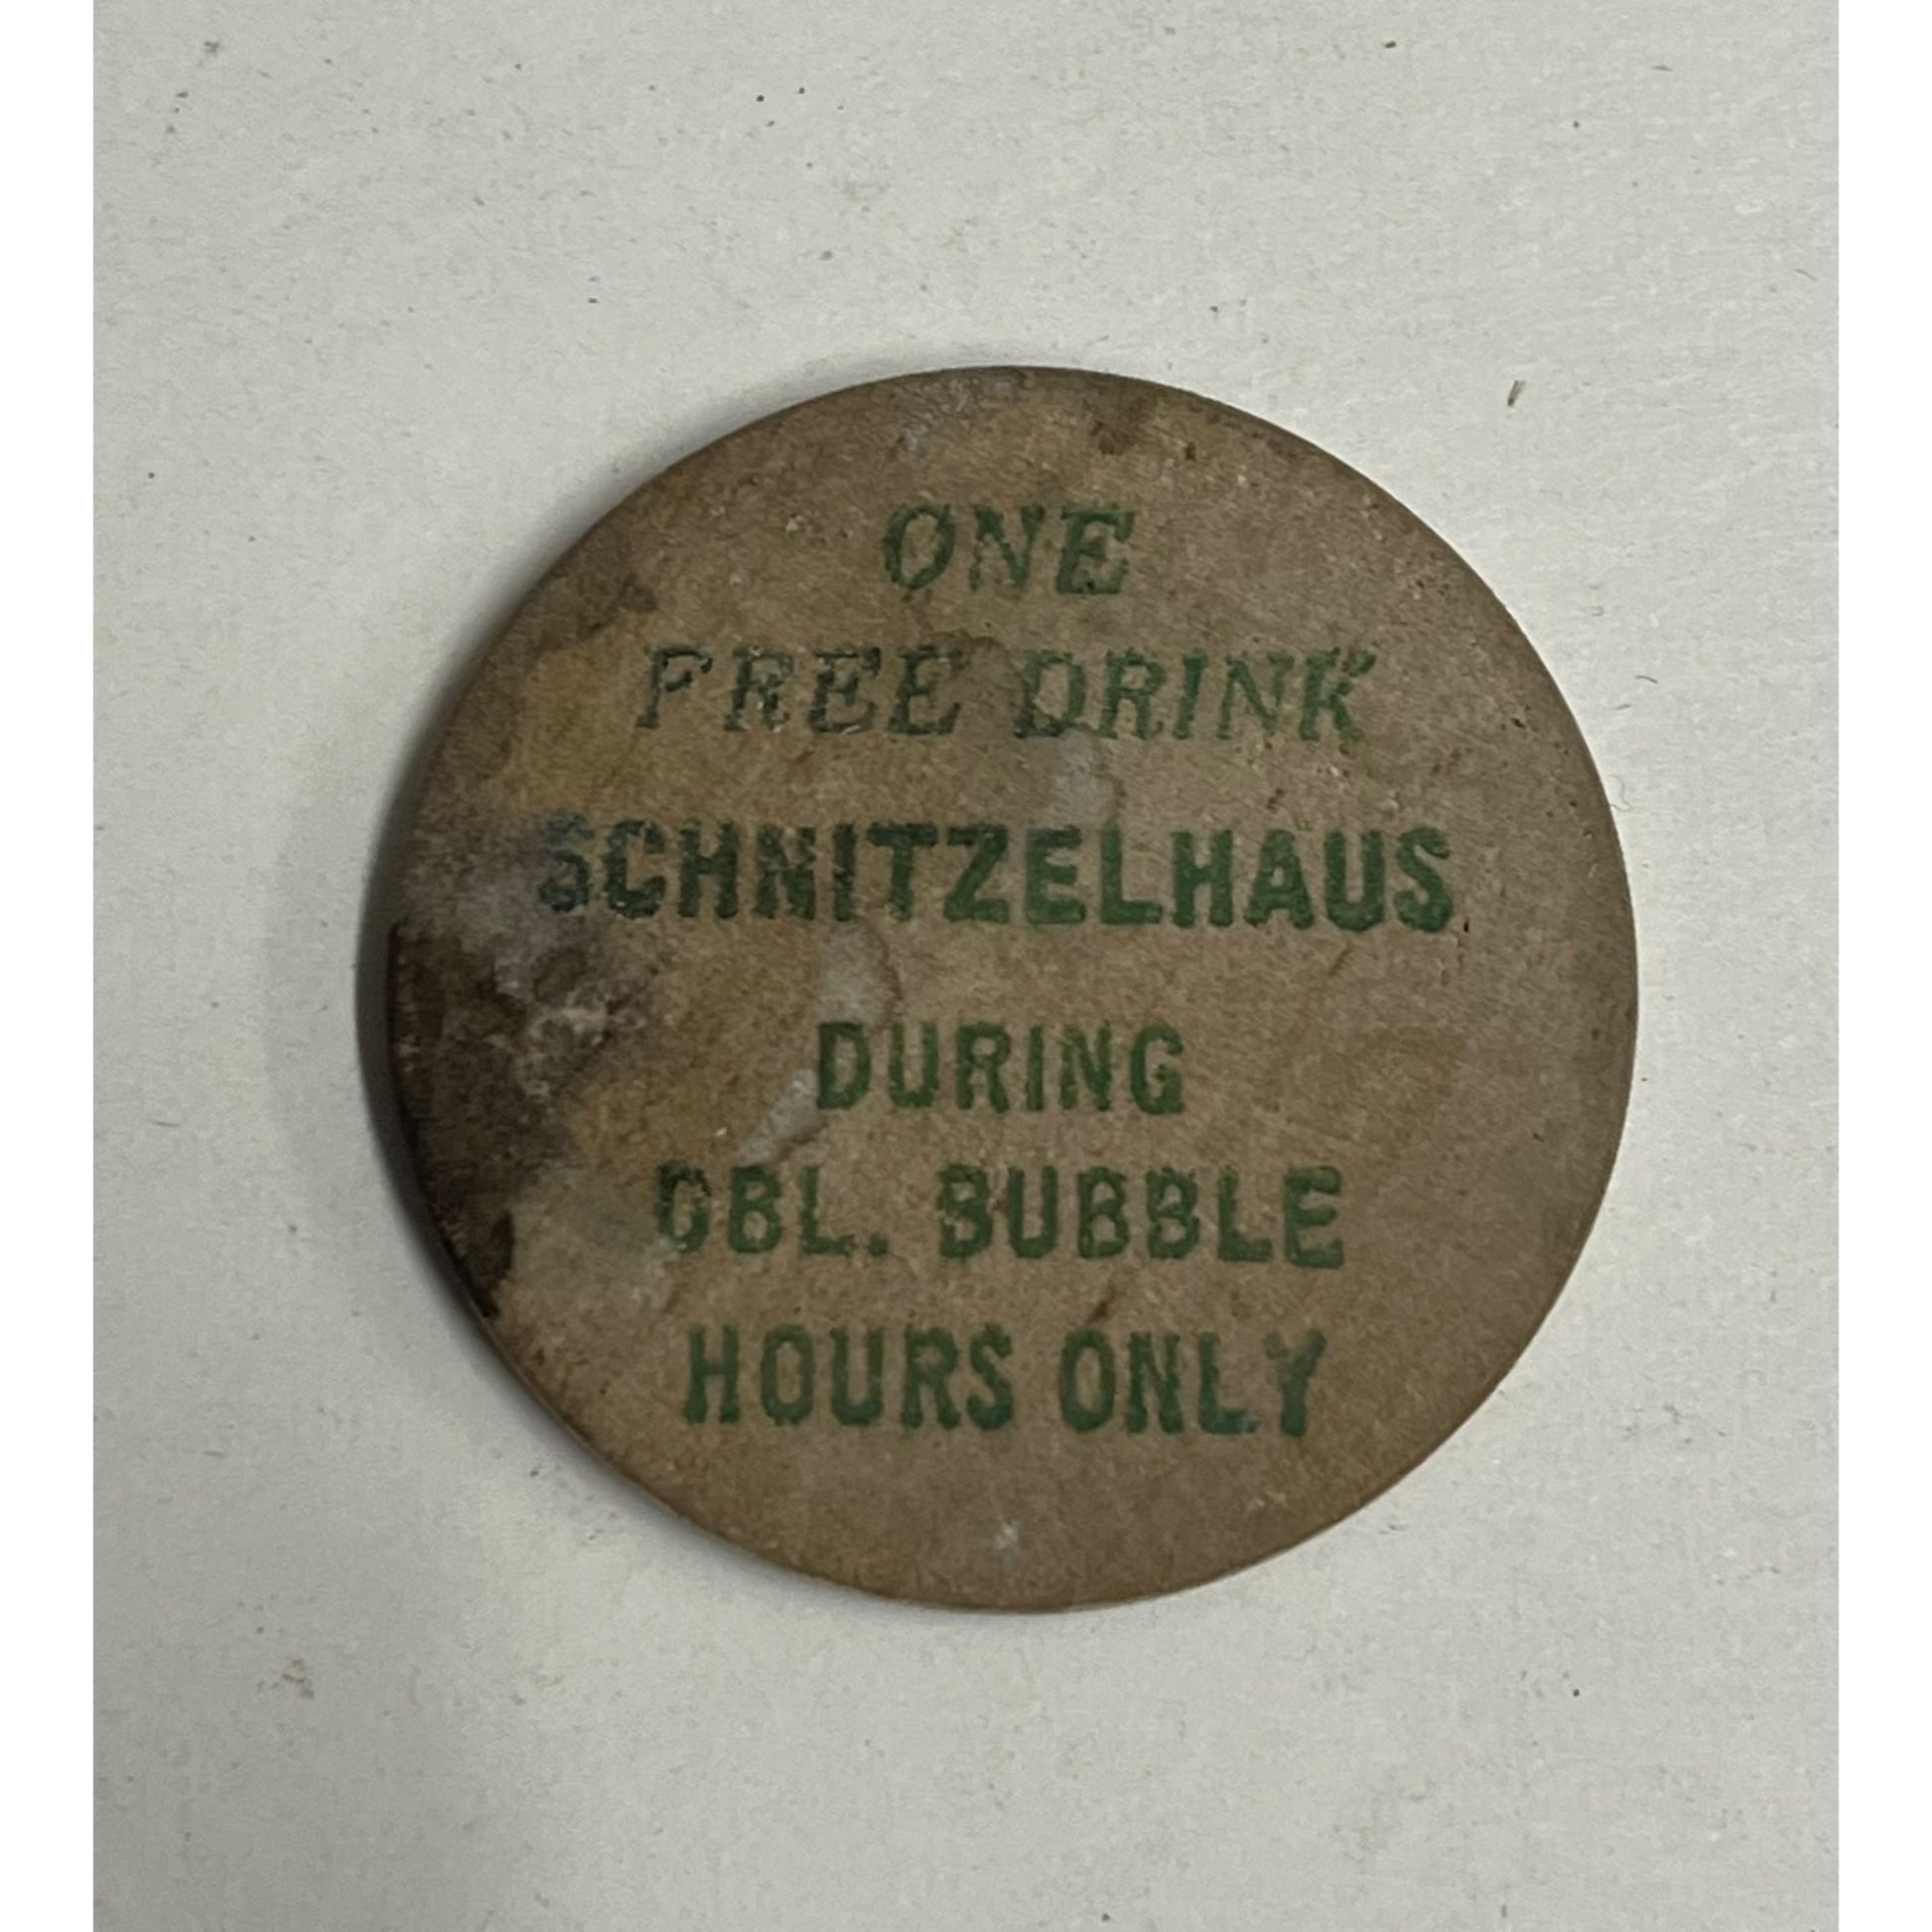 ONE
FREE DRINK
SCHNITZELHAUS
DURING
DBL. BUBBLE
HOURS ONLY